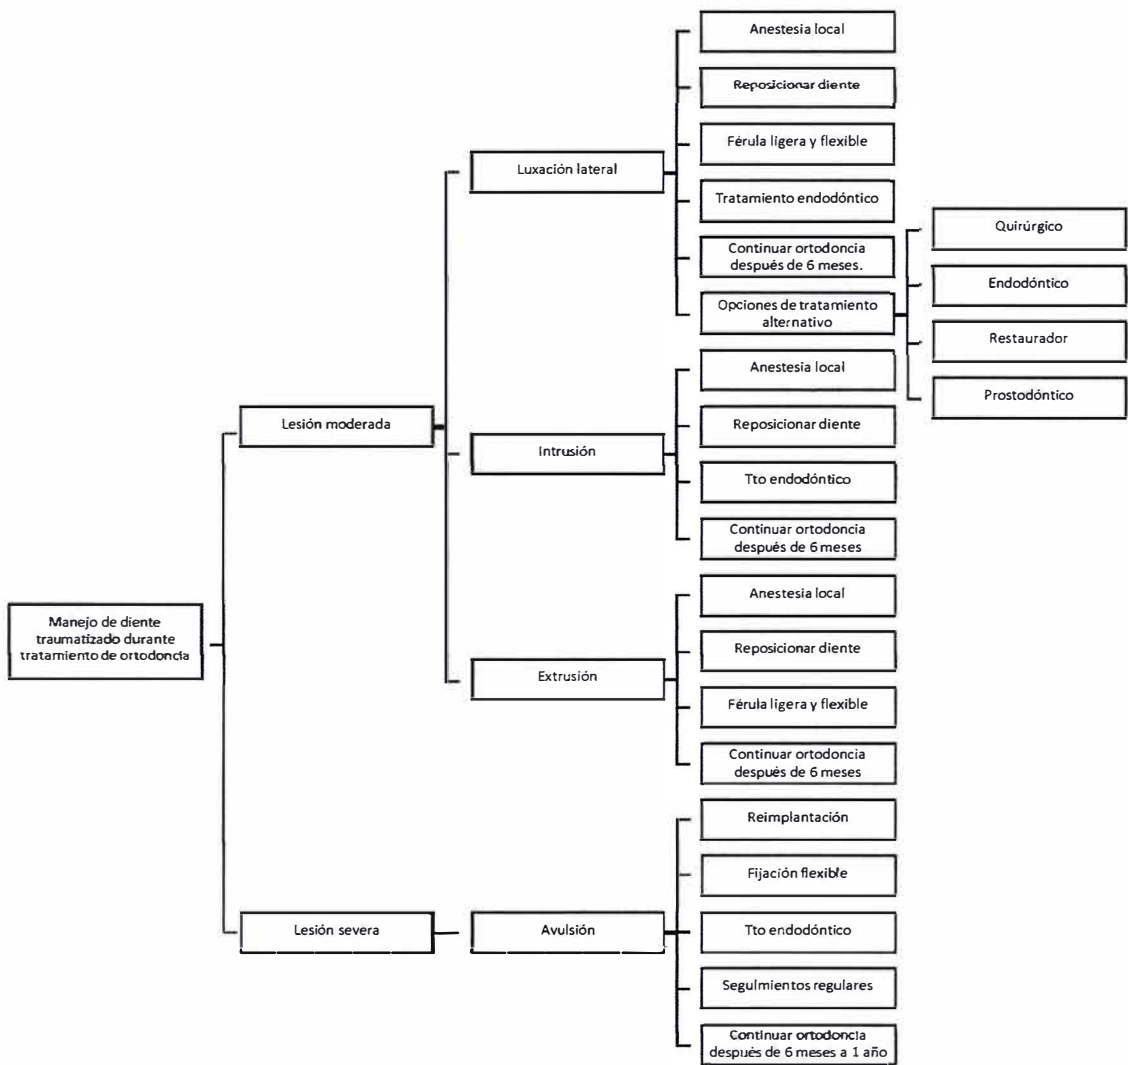 Manejo de diente
traumatizado durante
tratamiento de ortodoncia
Lesión moderada
Luxación lateral
Anestesia local
Reposicionar diente
Férula ligera y flexible
Tratamiento endodóntico
Continuar ortodoncia
después de 6 meses.
Opciones de tratamiento
alternativo
Quirúrgico
Endodóntico
Restaurador
Prostodóntico
Intrusión
Anestesia local
Reposicionar diente
Tto endodóntico
Continuar ortodoncia
después de 6 meses
Extrusión
Anestesia local
Reposicionar diente
Férula ligera y flexible
Continuar ortodoncia
después de 6 meses
Lesión severa
Avulsión
Reimplantación
Fijación flexible
Tto endodóntico
Seguimientos regulares
Continuar ortodoncia
después de 6 meses a 1 año